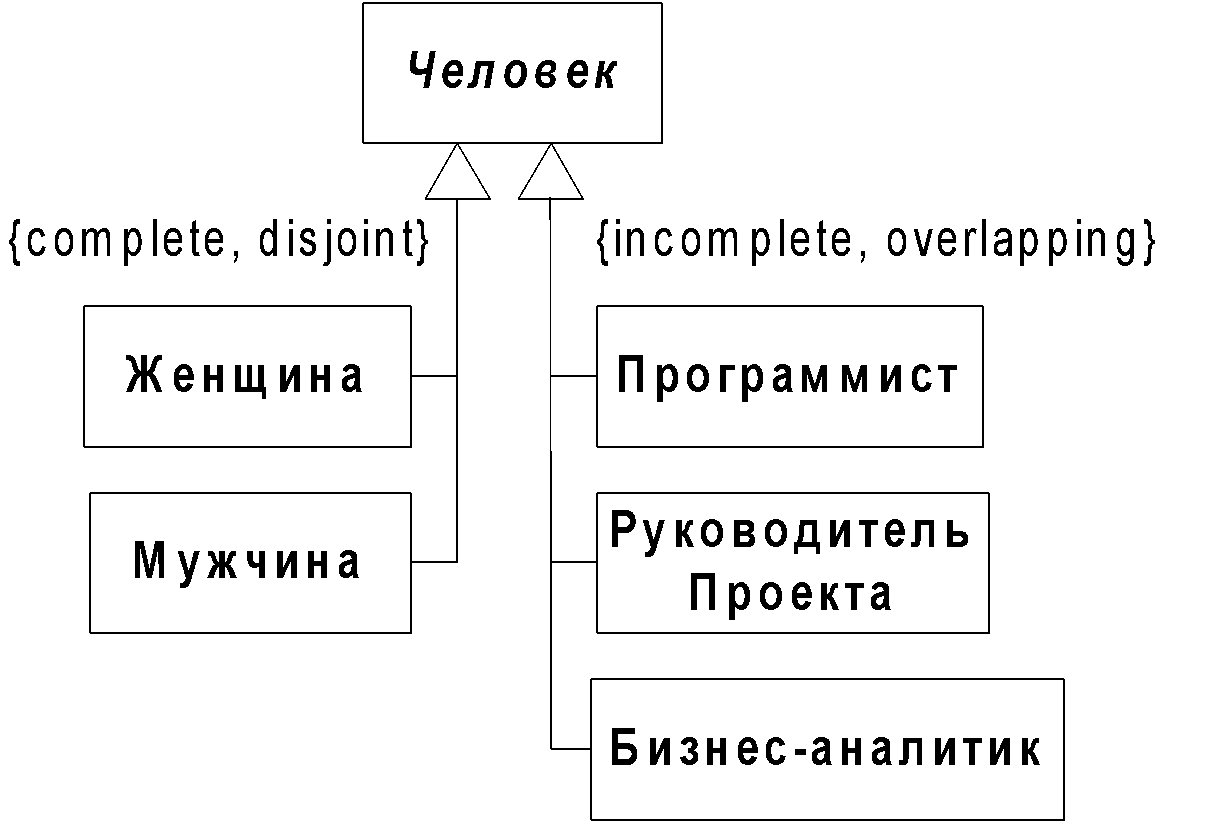 Человек
{complete, disjoint}
{incomplete, overlapping}
Женщина
Программист
Мужчина
Руководитель
Проекта
Бизнес-аналитик